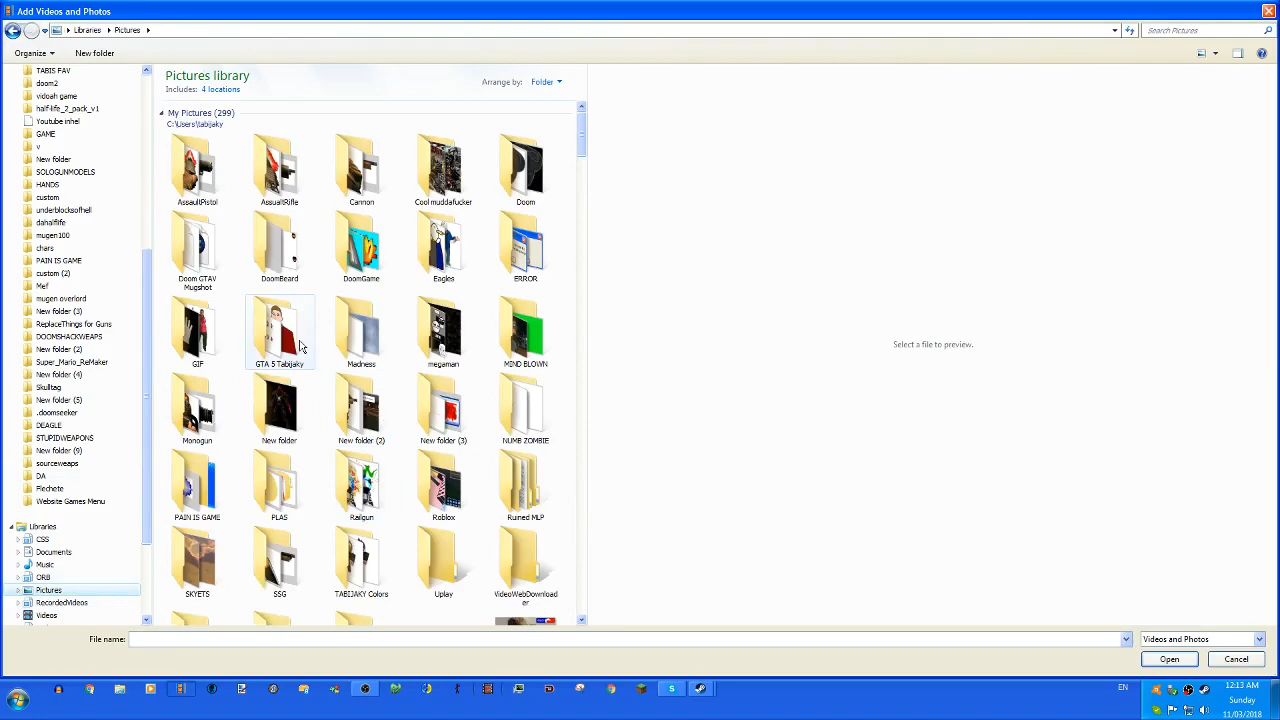 Add Videos and Photos
Libraries
Pictures
Search Pictures
Organize
New folder
TABIS FAV
doom2
vidoah game
half-life_2_pack_v1
Youtube inhel
GAME
v
New folder
SOLOGUNMODELS
HANDS
custom
underblocksofhell
dahalflife
mugen100
chars
PAIN IS GAME
custom (2)
Mef
mugen overlord
New folder (3)
ReplaceThings for Guns
DOOMSHACKWEAPS
New folder (2)
Super_Mario_ReMaker
New folder (4)
Skulltag
New folder (5)
.doomseeker
DEAGLE
STUPIDWEAPONS
New folder (9)
sourceweaps
DA
Flechete
Website Games Menu
Libraries
CSS
Documents
Music
ORB
Pictures
RecordedVideos
Videos
Pictures library
Includes: 4 locations
Arrange by: Folder
My Pictures (299)
C:\Users\tabijaky
AssaultPistol
AssualtRifle
Cannon
Cool muddafucker
Doom
Doom GTAV Mugshot
DoomBeard
DoomGame
Eagles
ERROR
GIF
GTA 5 Tabijaky
Madness
megaman
MIND BLOWN
Monogun
New folder
New folder (2)
New folder (3)
NUMB ZOMBIE
PAIN IS GAME
PLAS
Railgun
Roblox
Ruined MLP
SKYETS
SSG
TABIJAKY Colors
Uplay
VideoWebDownloader
Select a file to preview.
File name:
Videos and Photos
Open
Cancel
EN
12:13 AM
Sunday
11/03/2018